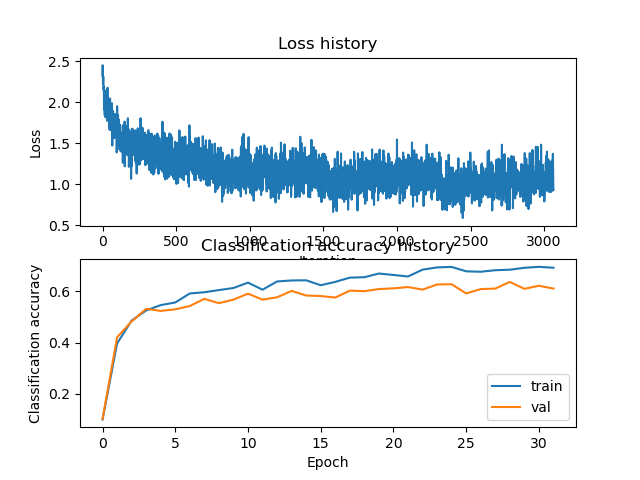 Loss history
Loss
2.5
2.0
1.5
1.0
0.5
0 500 1000 1500 2000 2500 3000
Iteration
Classification accuracy history
Classification accuracy
0.6
0.4
0.2
train
val
0 5 10 15 20 25 30
Epoch